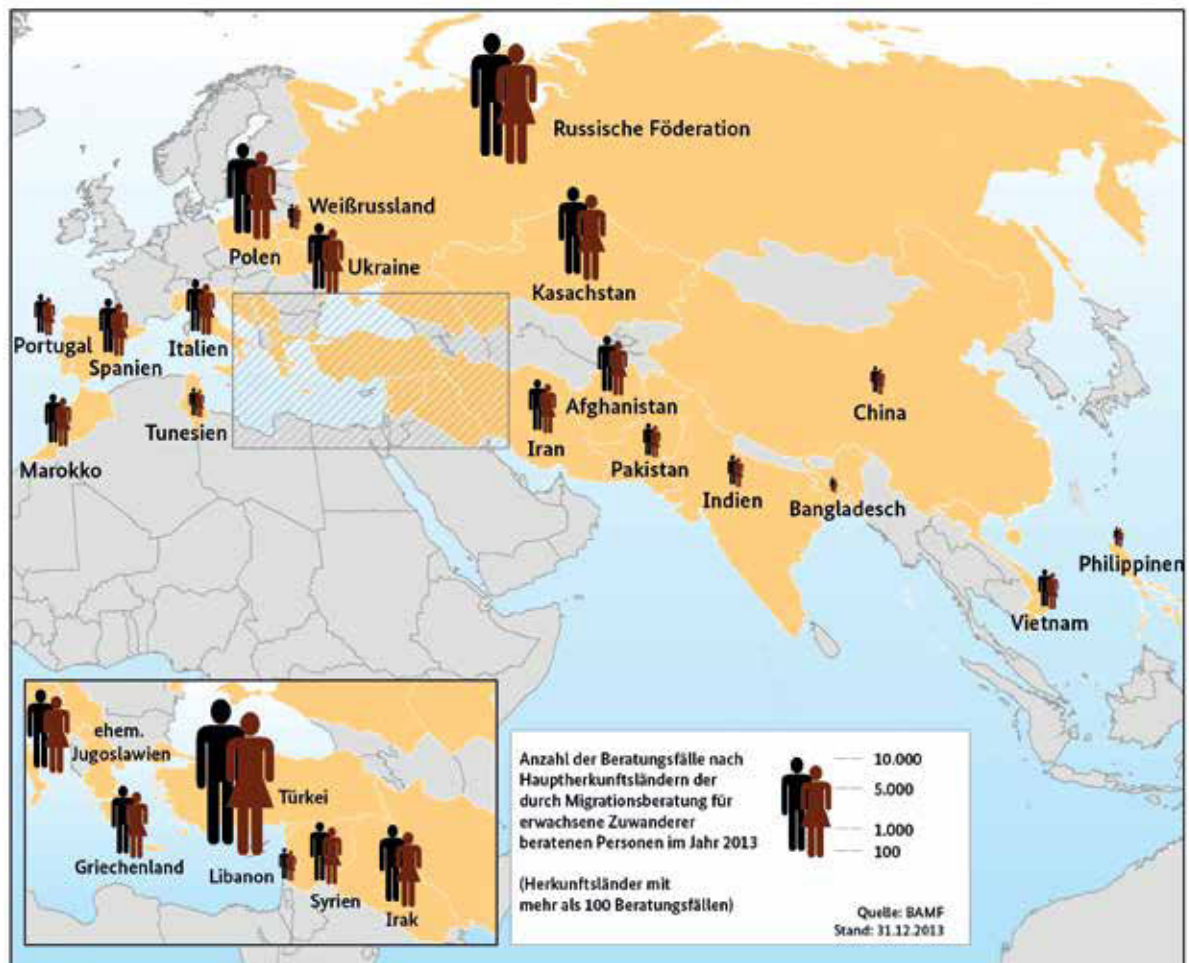 Russische Föderation
Weißrussland
Polen
Ukraine
Kasachstan
Portugal
Spanien
Italien
Afghanistan
China
Tunesien
Iran
Marokko
Pakistan
Indien
Bangladesch
Philippinen
Vietnam
ehem.
Jugoslawien
Türkei
Griechenland
Libanon
Syrien
Irak
Anzahl der Beratungsfälle nach
Hauptherkunftsländern der
durch Migrationsberatung für
erwachsene Zuwanderer
beratenen Personen im Jahr 2013
(Herkunftsländer mit
mehr als 100 Beratungsfällen)
10.000
5.000
1.000
100
Quelle: BAMF
Stand: 31.12.2013